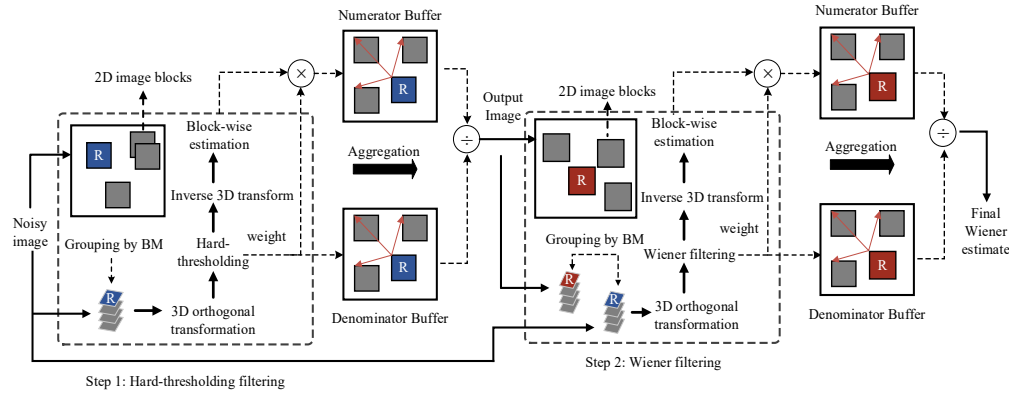 Numerator Buffer
R
2D image blocks
×
Block-wise
estimation
R
Inverse 3D transform
Aggregation
÷
Noisy
image
Grouping by BM
Hard-
thresholding
weight
R
3D orthogonal
transformation
R
Denominator Buffer
Step 1: Hard-thresholding filtering
Output
Image
Numerator Buffer
R
2D image blocks
×
Block-wise
estimation
R
Inverse 3D transform
Aggregation
÷
Grouping by BM
Wiener filtering
weight
R
R
3D orthogonal
transformation
R
Denominator Buffer
Final
Wiener
estimate
Step 2: Wiener filtering